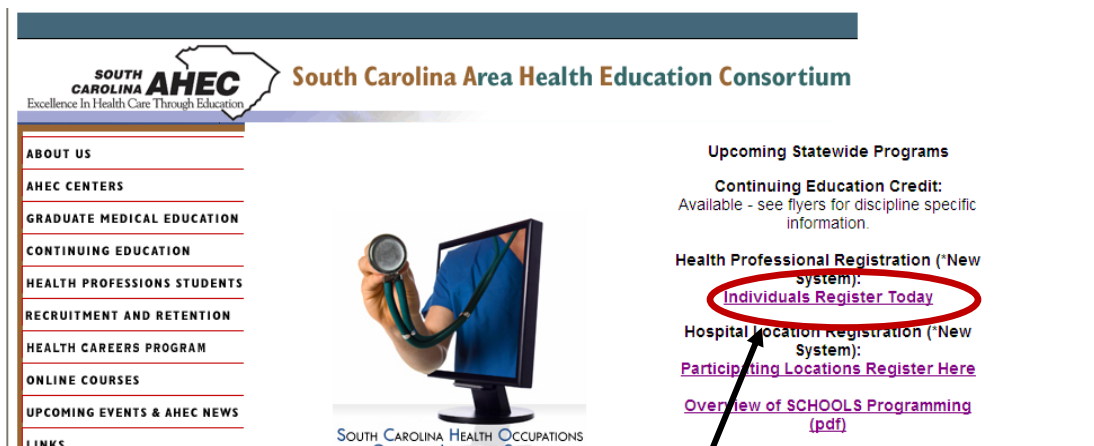 SOUTH
CAROLINA AHEC
Excellence In Health Care Through Education
South Carolina Area Health Education Consortium
ABOUT US
AHEC CENTERS
GRADUATE MEDICAL EDUCATION
CONTINUING EDUCATION
HEALTH PROFESSIONS STUDENTS
RECRUITMENT AND RETENTION
HEALTH CAREERS PROGRAM
ONLINE COURSES
UPCOMING EVENTS & AHEC NEWS
LINKS
SOUTH CAROLINA HEALTH OCCUPATIONS
Upcoming Statewide Programs
Continuing Education Credit:
Available - see flyers for discipline specific
information.
Health Professional Registration (*New
System):
Individuals Register Today
Hospital Location Registration (*New
System):
Participating Locations Register Here
Overview of SCHOOLS Programming
(pdf)